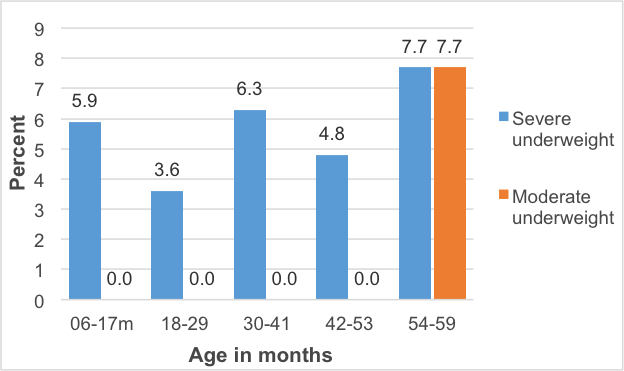 9
8
7
6
5
4
3
2
1
0
Percent
5.9
0.0
3.6
0.0
6.3
0.0
4.8
0.0
7.7 7.7
06-17m 18-29 30-41 42-53 54-59
Age in months
Severe
underweight
Moderate
underweight